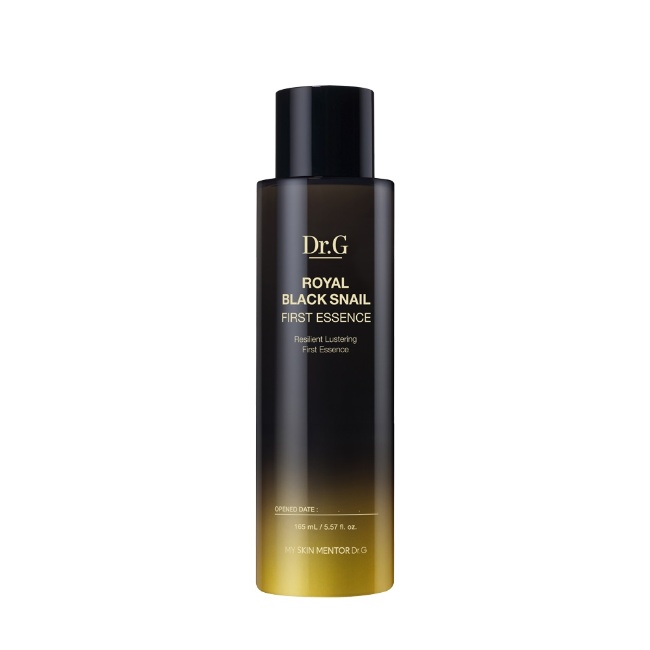 Dr.G
ROYAL
BLACK SNAIL
FIRST ESSENCE
Resilient Lustering
First Essence
OPENED DATE : . .
165 mL / 5.57 fl. oz.
MY SKIN MENTOR Dr.G